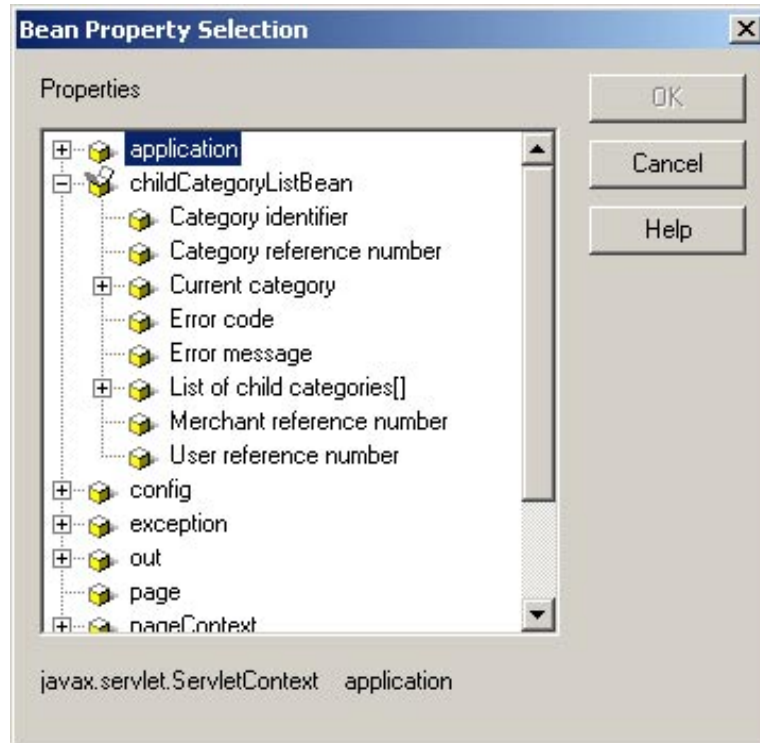 Bean Property Selection
Properties
OK
application
Cancel
childCategoryListBean
Category identifier
Help
Category reference number
Current category
Error code
Error message
List of child categories[]
Merchant reference number
User reference number
config
exception
out
page
pageContext
javax.servlet.ServletContext application